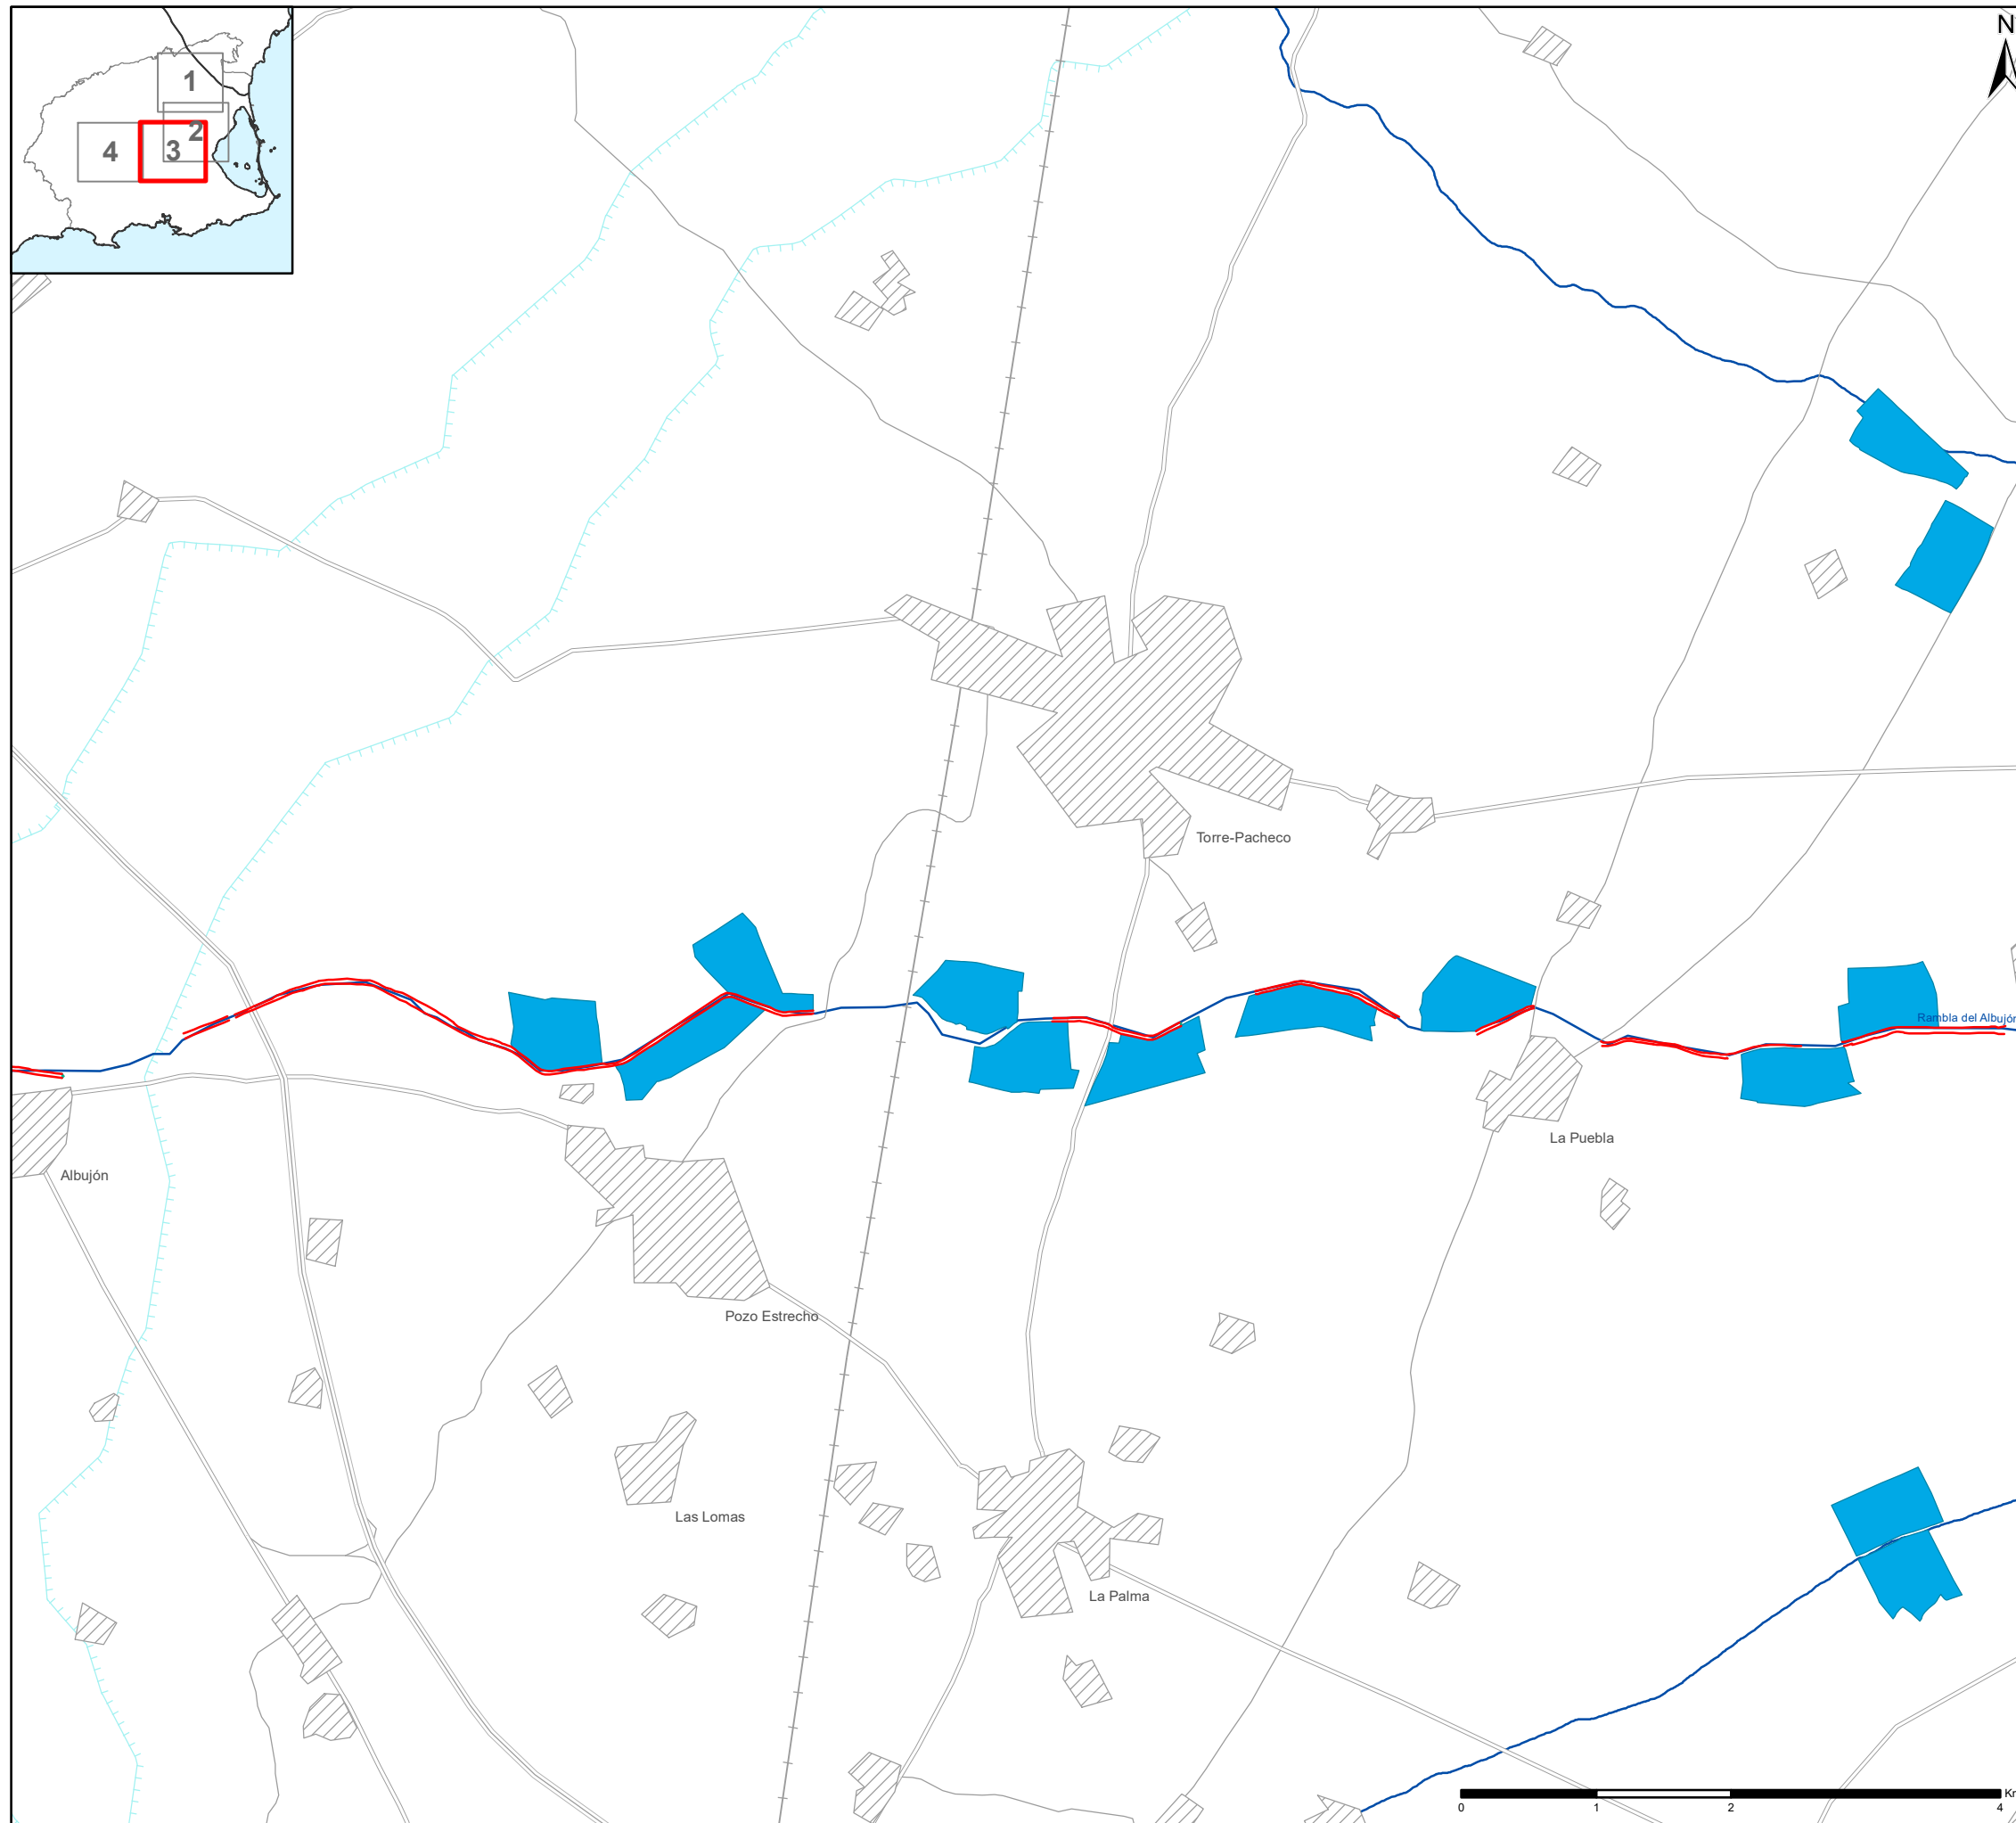 N
1
2
3
4
Torre-Pacheco
Rambla del Albujón
La Puebla
Albujón
Pozo Estrecho
Las Lomas
La Palma
Km
0 1 2 4